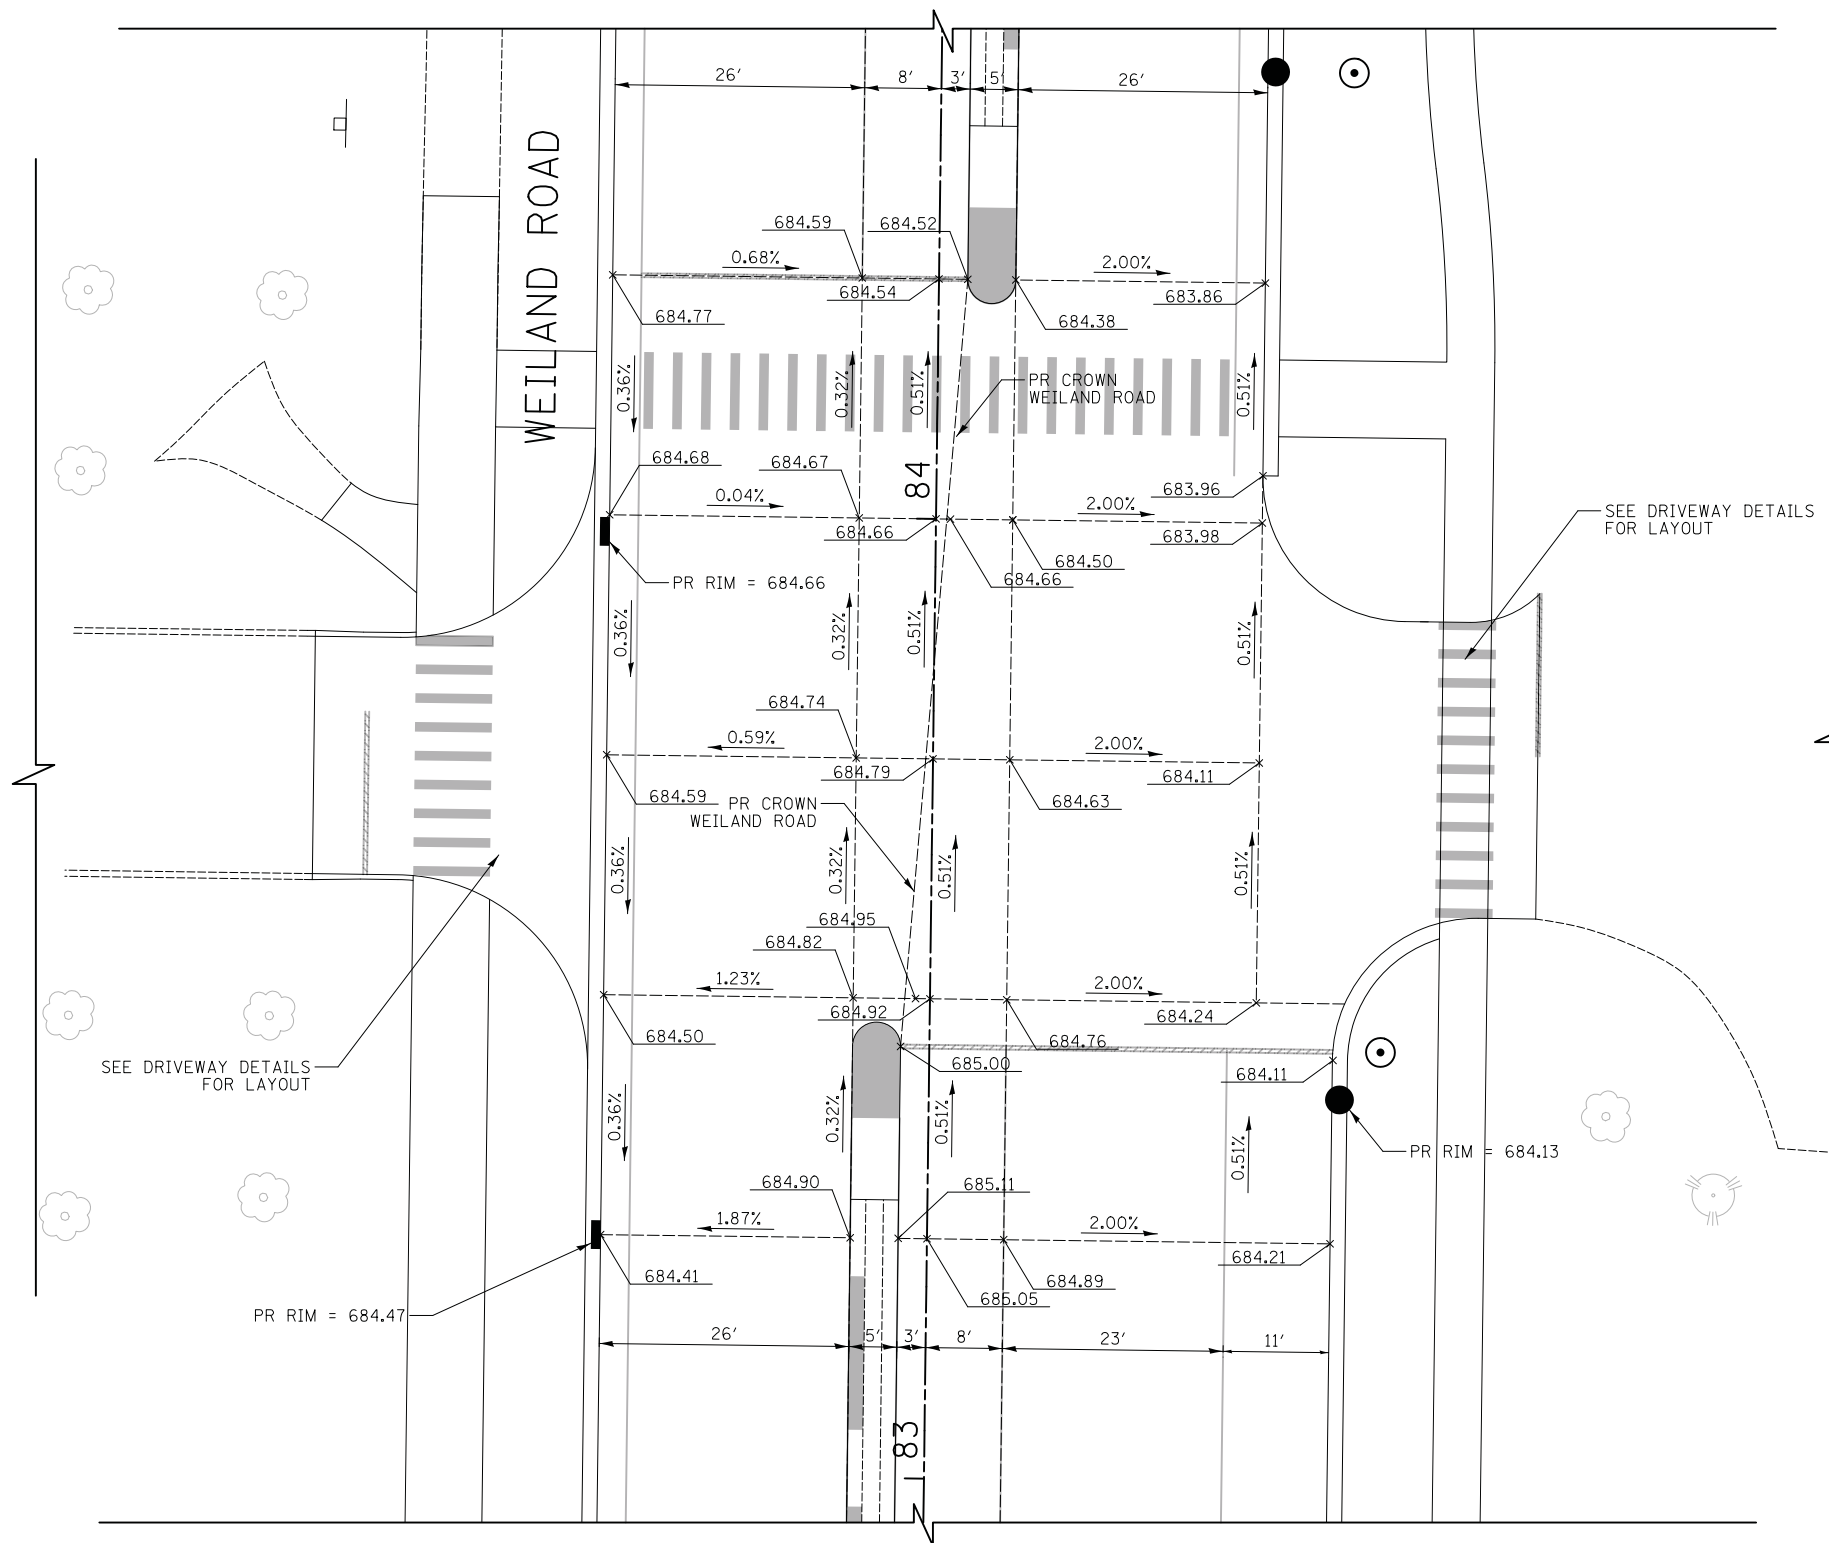 26' 8' 3' 5' 26'
WEILAND ROAD
684.59 684.52
0.68% 2.00%
684.54 683.86
684.77 684.38
0.36% 0.32% 0.51% 0.51%
PR CROWN
WEILAND ROAD
684.68 684.67 84
683.96
0.04% 2.00%
SEE DRIVEWAY DETAILS
FOR LAYOUT
684.66 683.98
684.50
PR RIM = 684.66 684.66
0.36% 0.32% 0.51% 0.51%
684.74
0.59% 2.00%
684.79 684.11
684.59 684.63
PR CROWN
WEILAND ROAD
0.36% 0.32% 0.51% 0.51%
684.95
684.82
1.23% 2.00%
684.92 684.24
684.50 684.76
SEE DRIVEWAY DETAILS
FOR LAYOUT
685.00 684.11
0.36% 0.32% 0.51% 0.51%
PR RIM = 684.13
684.90 685.11
1.87% 2.00%
684.21
684.41 684.89
685.05
PR RIM = 684.47
26' 5' 3' 8' 23' 11'
83